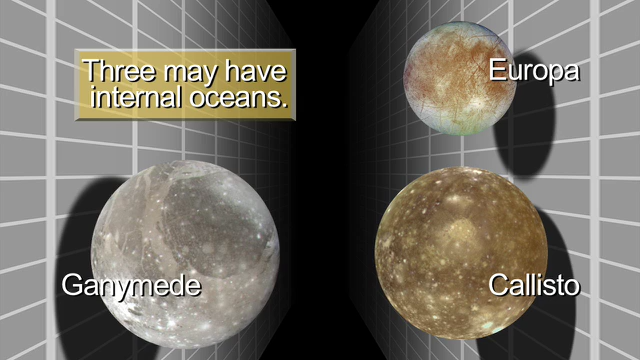 Three may have
internal oceans.
Europa
Ganymede
Callisto